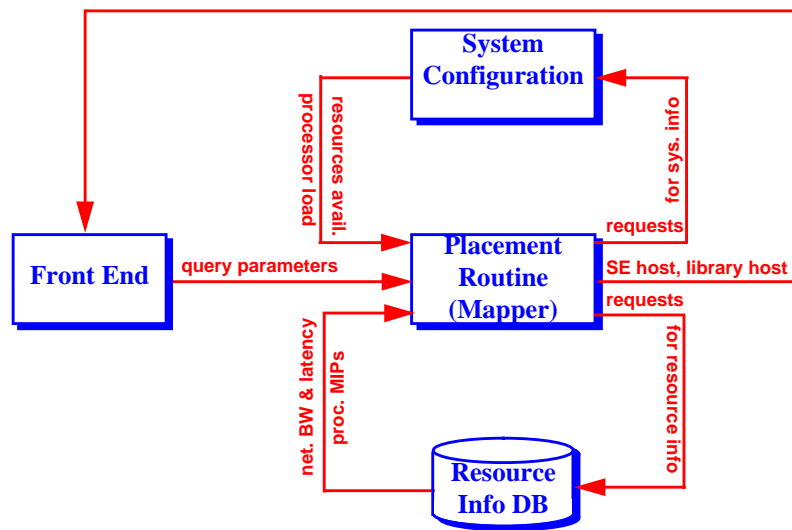 System
Configuration
resources avail.
processor load
for sys. info
requests
Front End
query parameters
Placement
Routine
(Mapper)
SE host, library host
requests
net. BW & latency
proc. MIPs
for resource info
Resource
Info DB